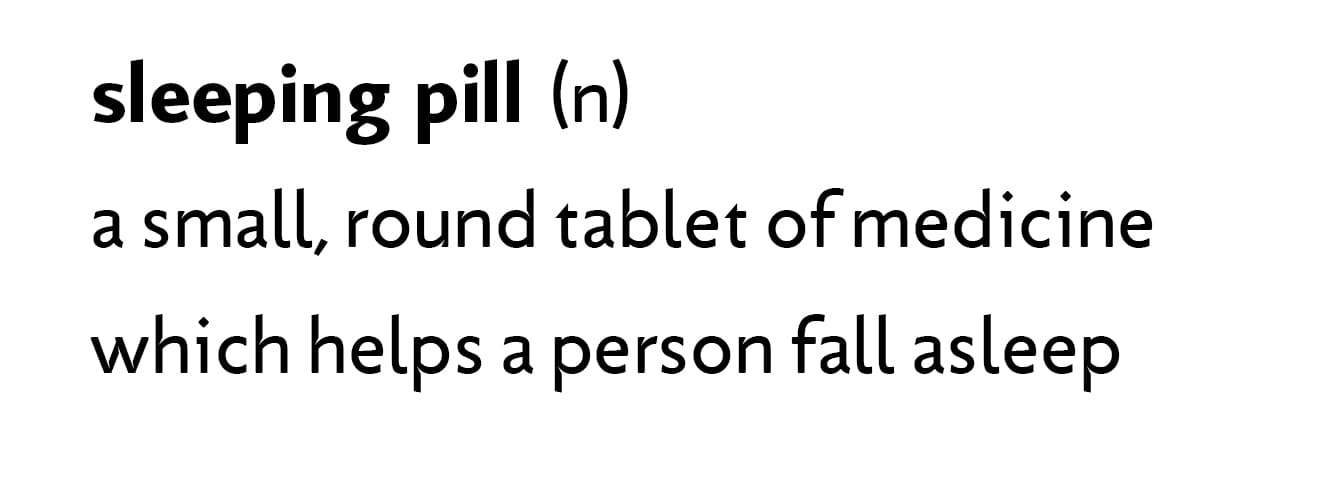 sleeping pill (n)
a small, round tablet of medicine
which helps a person fall asleep